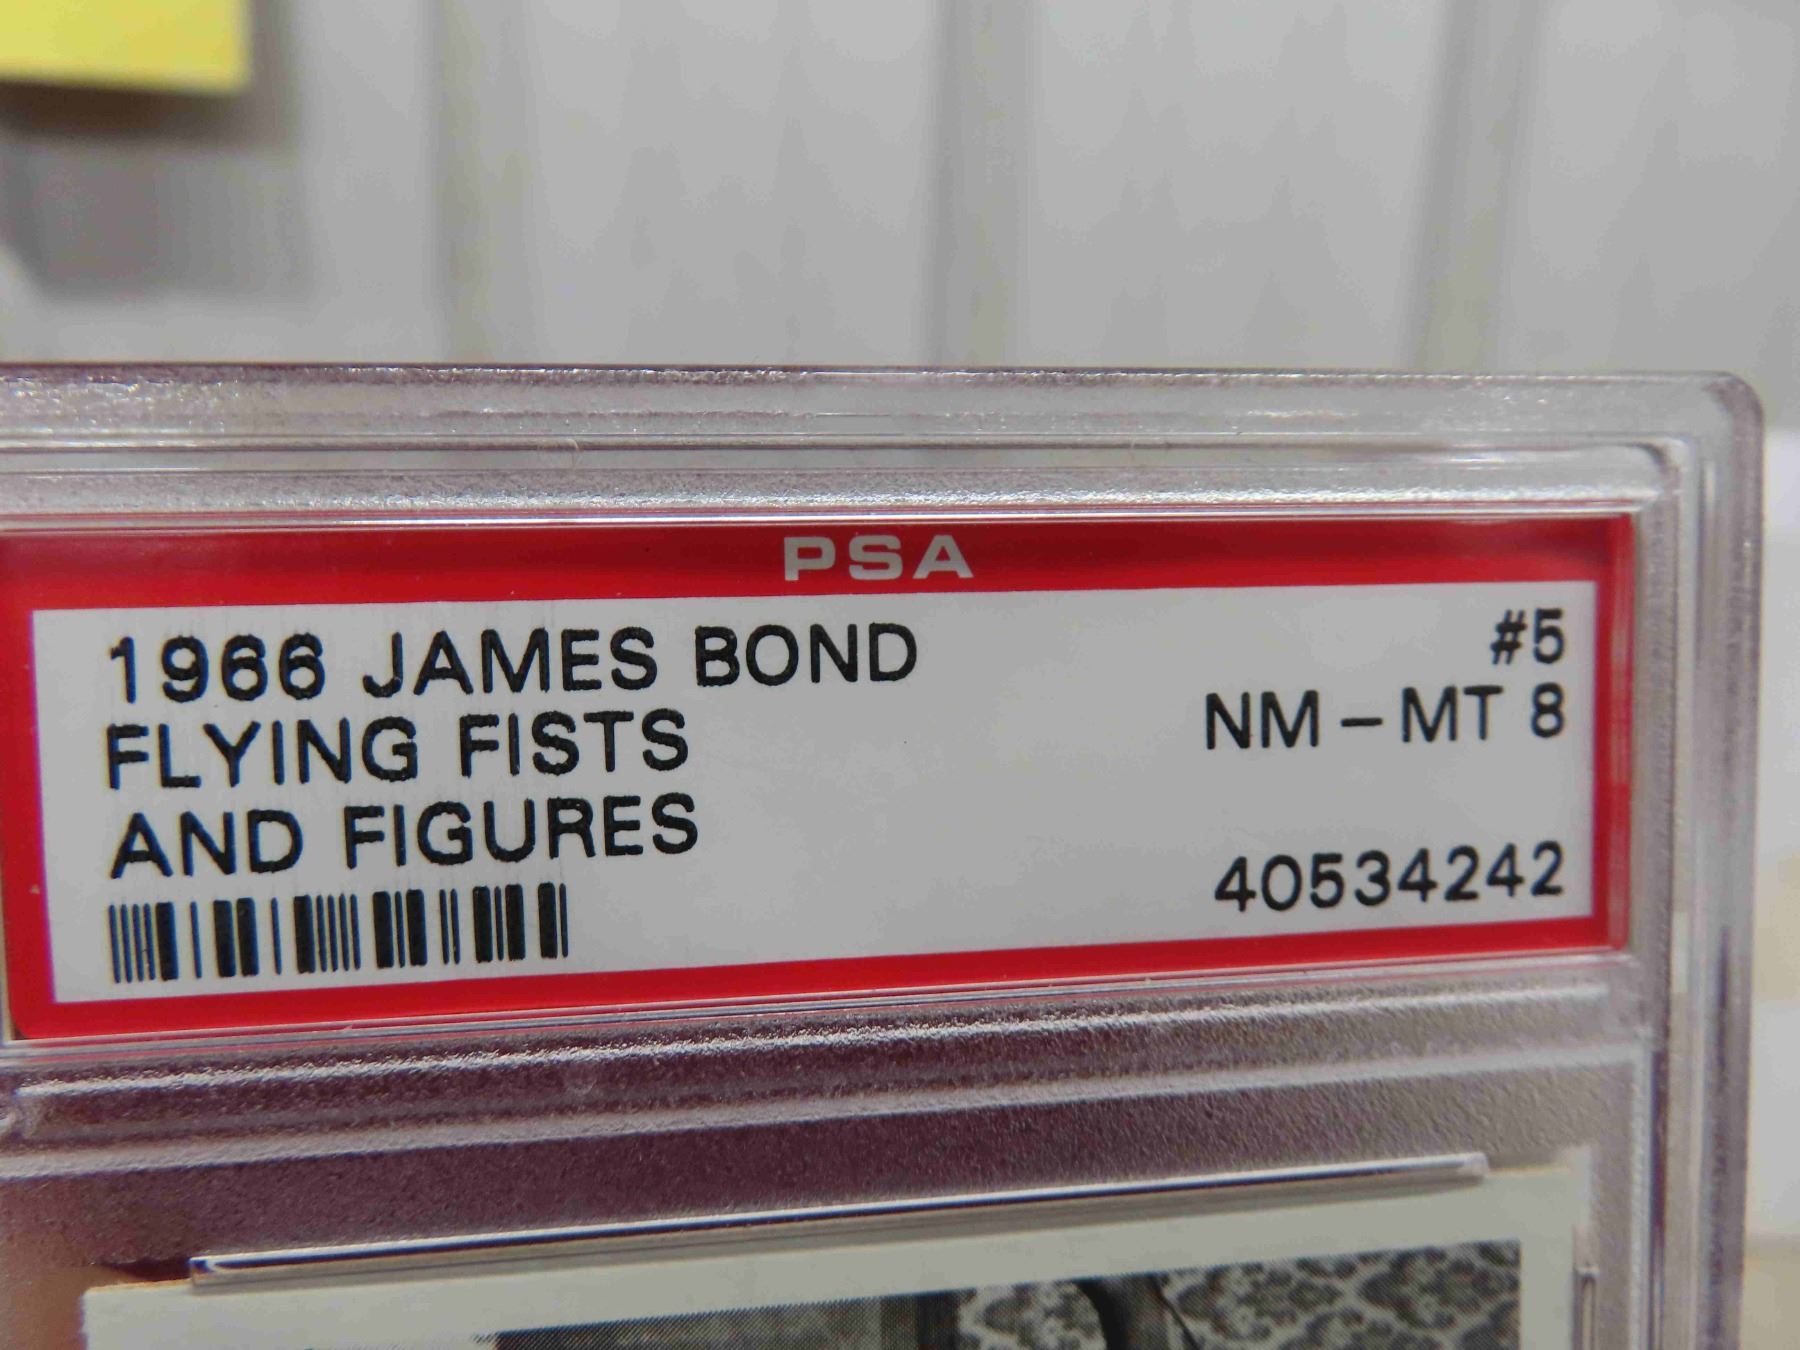 PSA
1966 JAMES BOND #5
FLYING FISTS NM-MT 8
AND FIGURES
40534242